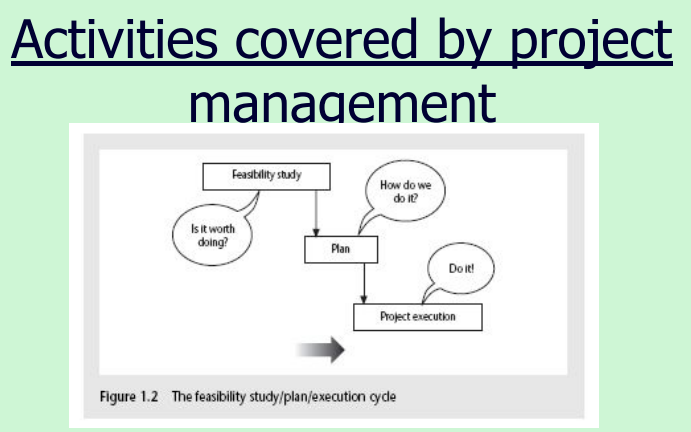 Activities covered by project
management
Feasibility study
How do we
do it?
Is it worth
doing?
Plan
Do it!
Project execution
Figure 1.2 The feasibility study/plan/execution cycle